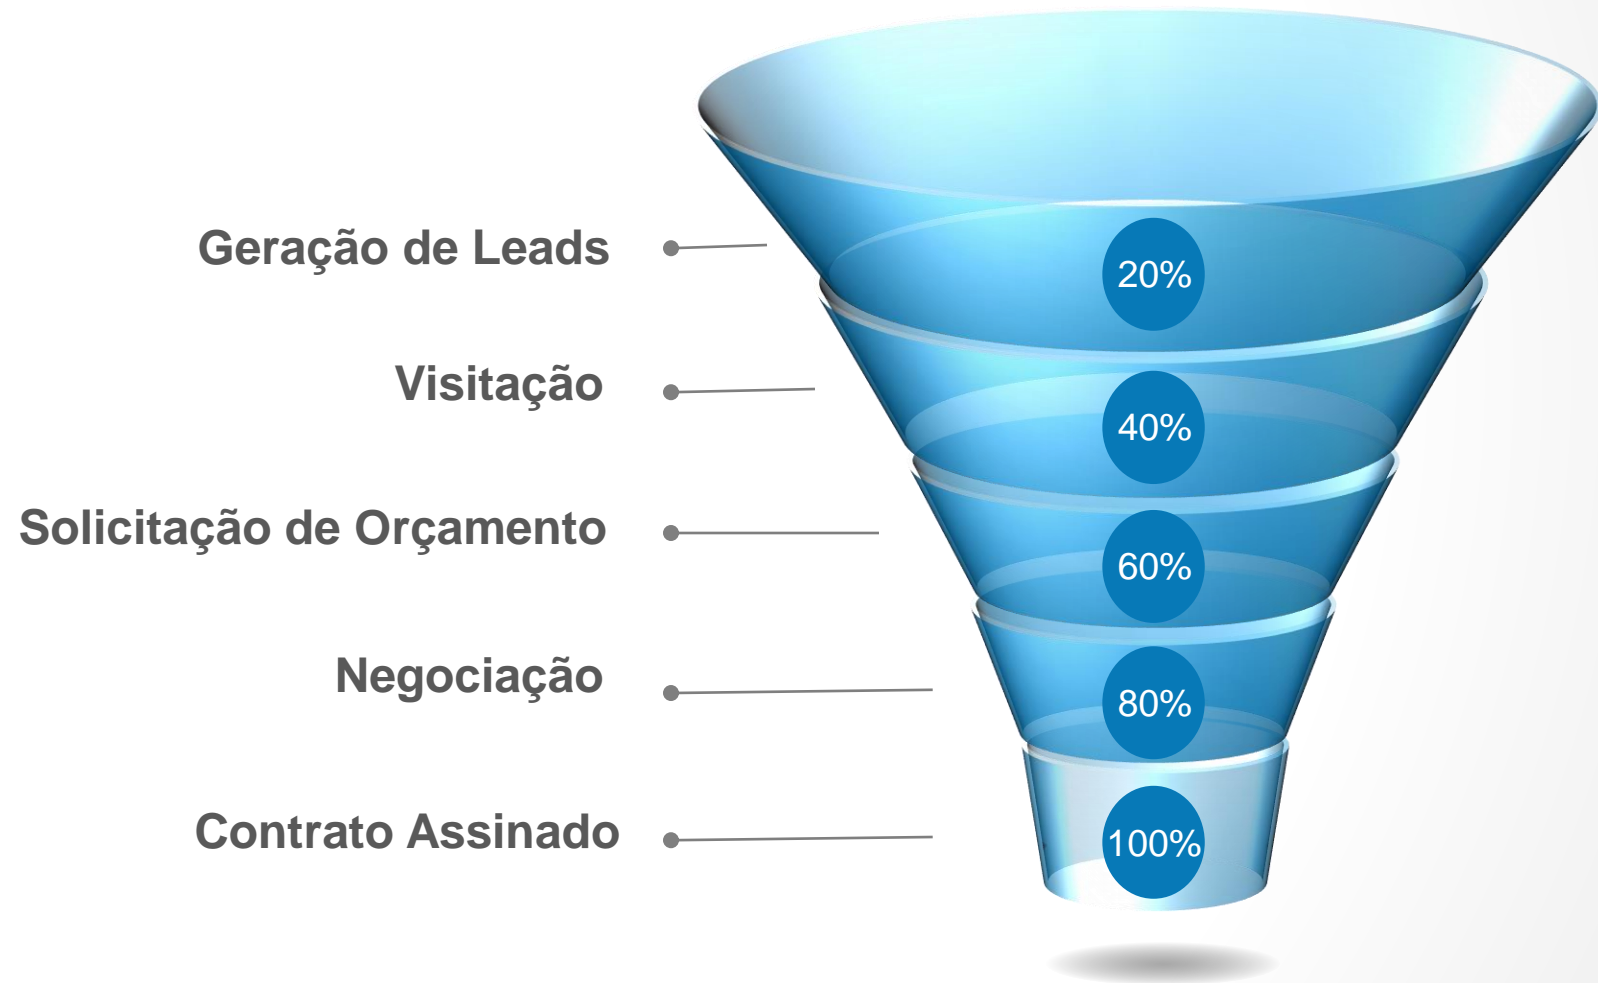 Geração de Leads
20%
Visitação
40%
Solicitação de Orçamento
60%
Negociação
80%
Contrato Assinado
100%